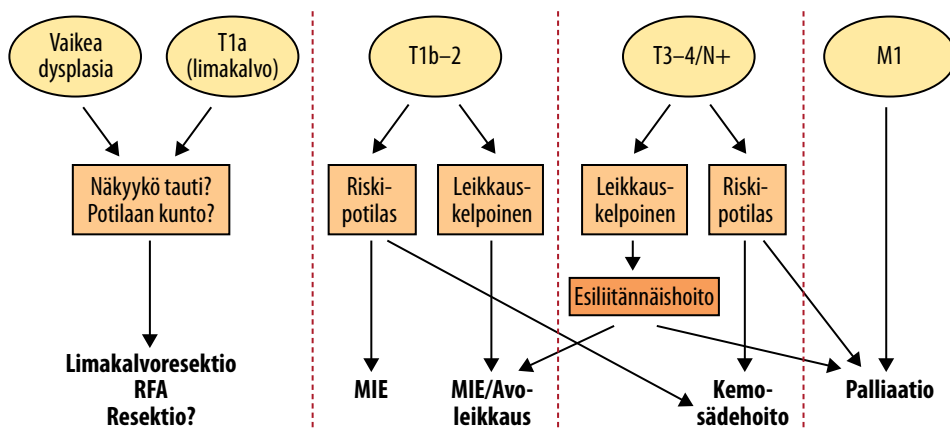 Vaikea
dysplasia
T1a
(limakalvo)
T1b–2
T3–4/N+
M1
Näkyykö tauti?
Potilaan kunto?
Riski-
potilas
Leikkaus-
kelpoinen
Leikkaus-
kelpoinen
Riski-
potilas
Esiliitännäishoito
Limakalvoresektio
RFA
Resektio?
MIE
MIE/Avo-
leikkaus
Kemo-
sädehoito
Palliaatio